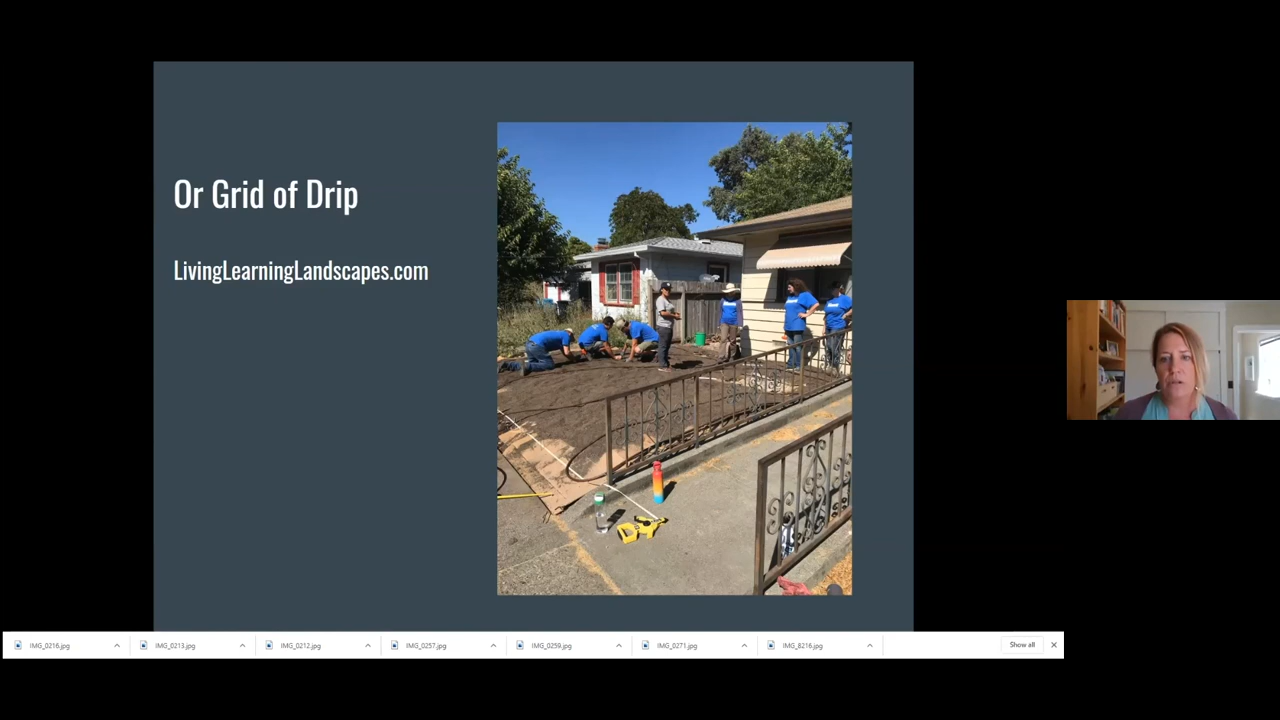 Or Grid of Drip
LivingLearningLandscapes.com
IMG_0216.jpg
IMG_0213.jpg
IMG_0212.jpg
IMG_0257.jpg
IMG_0259.jpg
IMG_0271.jpg
IMG_8216.jpg
Show all